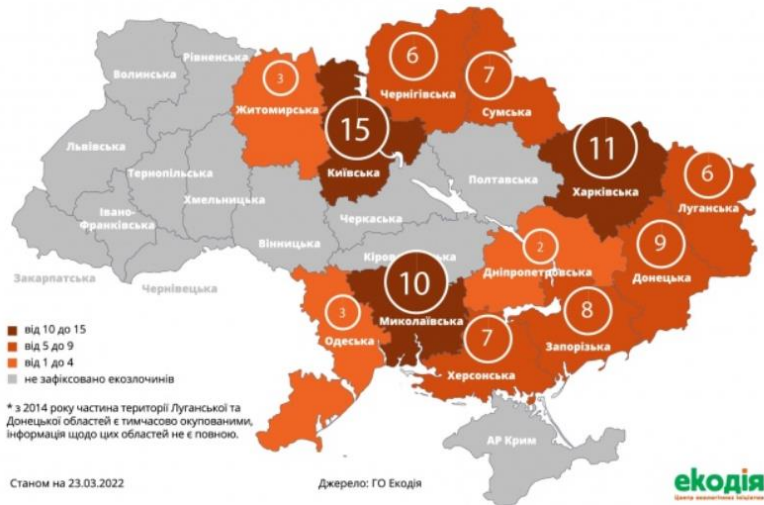 6
7
3
Рівненська
Волинська
Чернігівська
Житомирська
Сумська
15
11
Львівська
Київська
Полтавська
Харківська
6
Тернопільська
Хмельницька
Луганська
Івано-
Франківська
Черкаська
Вінницька
2
9
Закарпатська
10
Дніпропетровська
Донецька
Чернівецька
3
Миколаївська
8
Одеська
7
Запорізька
Херсонська
від 10 до 15
від 5 до 9
від 1 до 4
не зафіксовано екозлочинів
* з 2014 року частина території Луганської та
Донецької областей є тимчасово окупованими,
інформація щодо цих областей не є повною.
АР Крим
Станом на 23.03.2022
Джерело: ГО Екодія
екодія
Центр екологічних ініціатив